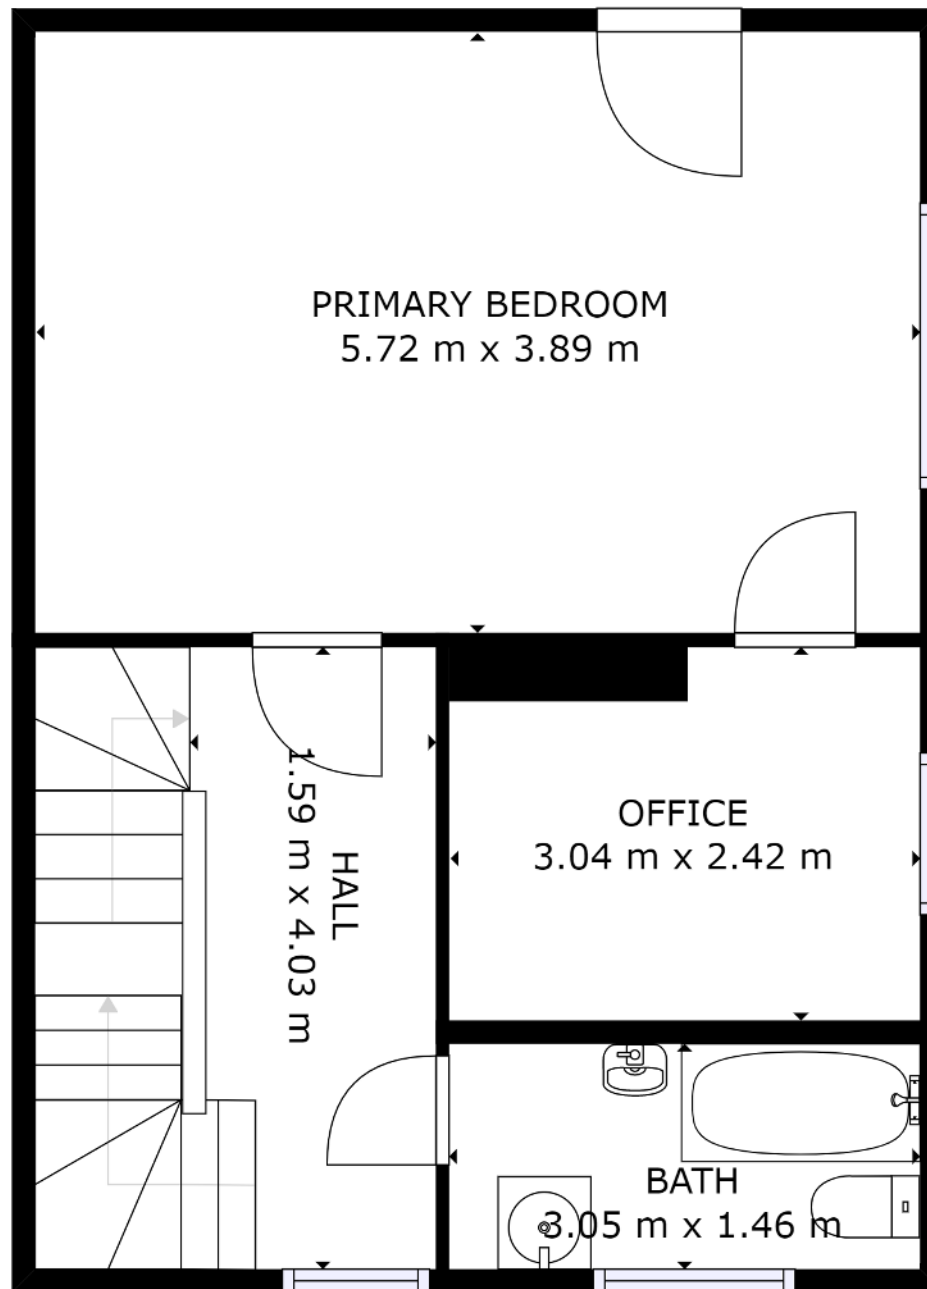 PRIMARY BEDROOM
5.72 m x 3.89 m
OFFICE
3.04 m x 2.42 m
HALL
1.59 m x 4.03 m
BATH
3.05 m x 1.46 m